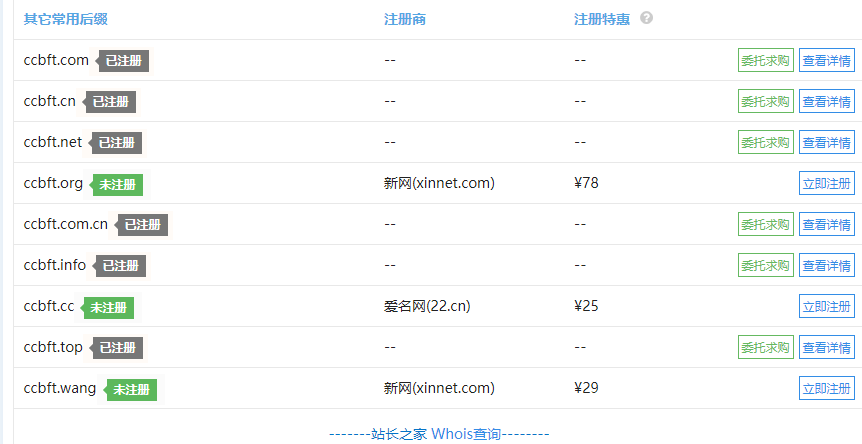 其它常用后缀 注册商 注册特惠 ?
ccbft.com 已注册 -- -- 委托求购 查看详情
ccbft.cn 已注册 -- -- 委托求购 查看详情
ccbft.net 已注册 -- -- 委托求购 查看详情
ccbft.org 未注册 新网(xinnet.com) ¥78 立即注册
ccbft.com.cn 已注册 -- -- 委托求购 查看详情
ccbft.info 已注册 -- -- 委托求购 查看详情
ccbft.cc 未注册 爱名网(22.cn) ¥25 立即注册
ccbft.top 已注册 -- -- 委托求购 查看详情
ccbft.wang 未注册 新网(xinnet.com) ¥29 立即注册
-------站长之家 Whois查询--------